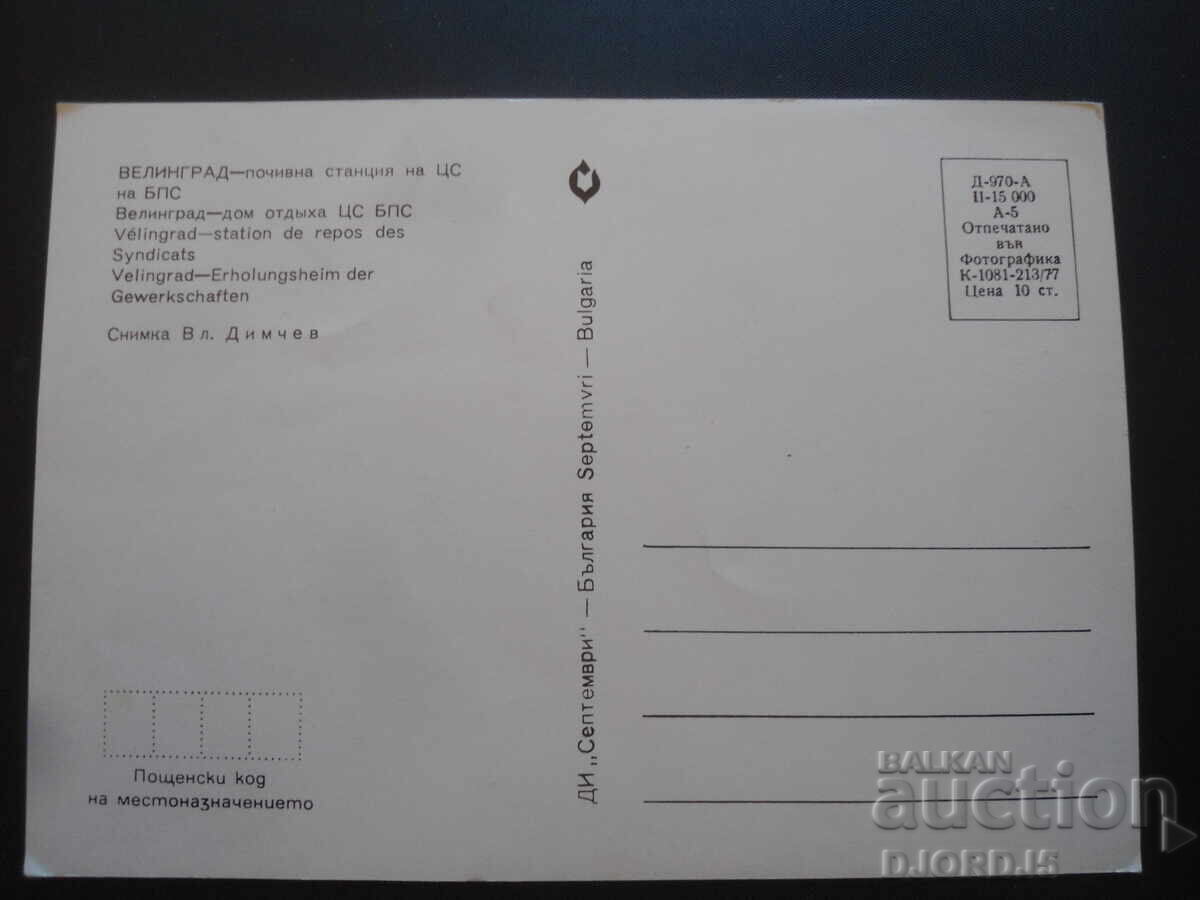 ВЕЛИНГРАД—почивна станция на ЦС
на БПС
Велинград—дом отдыха ЦС БПС
Vélingrad—station de repos des
Syndicats
Velingrad—Erholungsheim der
Gewerkschaften
Снимка Вл. Димчев
Пощенски код
на местоназначението
ДИ „Септември" — България Septemvri — Bulgaria
Д-970-А
II-15 000
А-5
Отпечатано
във
Фотографика
К-1081-213/77
Цена 10 ст.
BALKAN
auction
DJORDJ5